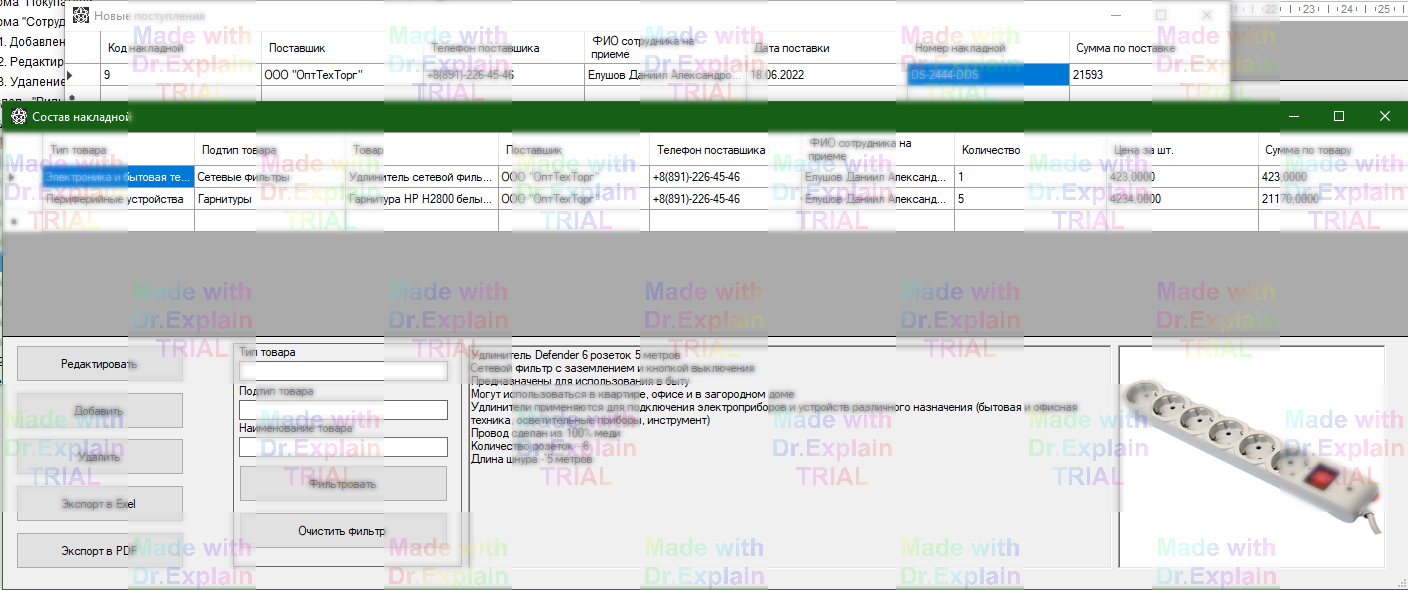 Новые поступления
Код накладной Поставщик Телефон поставщика ФИО сотрудника на приеме Дата поставки Номер накладной Сумма по поставке
9 ООО "ОптТехТорг" +8(891)-226-45-46 Елушов Даниил Александро... 18.06.2022 DS-2444-DDS 21593
1. Добавлен
2. Редактир
3. Удаление
Состав накладной
Тип товара Подтип товара Товар Поставщик Телефон поставщика ФИО сотрудника на приеме Количество Цена за шт. Сумма по товару
Электроника и бытовая те... Сетевые фильтры Удлинитель сетевой филь... ООО "ОптТехТорг" +8(891)-226-45-46 Елушов Даниил Александ... 1 423,0000 423,0000
Периферийные устройства Гарнитуры Гарнитура HP H2800 белы... ООО "ОптТехТорг" +8(891)-226-45-46 Елушов Даниил Александ... 5 4234,0000 21170,0000
Редактировать
Добавить
Удалить
Экспорт в Exel
Экспорт в PDF
Тип товара
Подтип товара
Наименование товара
Фильтровать
Очистить фильтр
Удлинитель Defender 6 розеток 5 метров
Сетевой фильтр с заземлением и кнопкой выключения
Предназначены для использования в быту
Могут использоваться в квартире, офисе и в загородном доме
Удлинители применяются для подключения электроприборов и устройств различного назначения (бытовая и офисная
техника, осветительные приборы, инструмент)
Провод сделан из 100% меди
Количество розеток - 6
Длина шнура - 5 метров
Made with
Dr.Explain
TRIAL